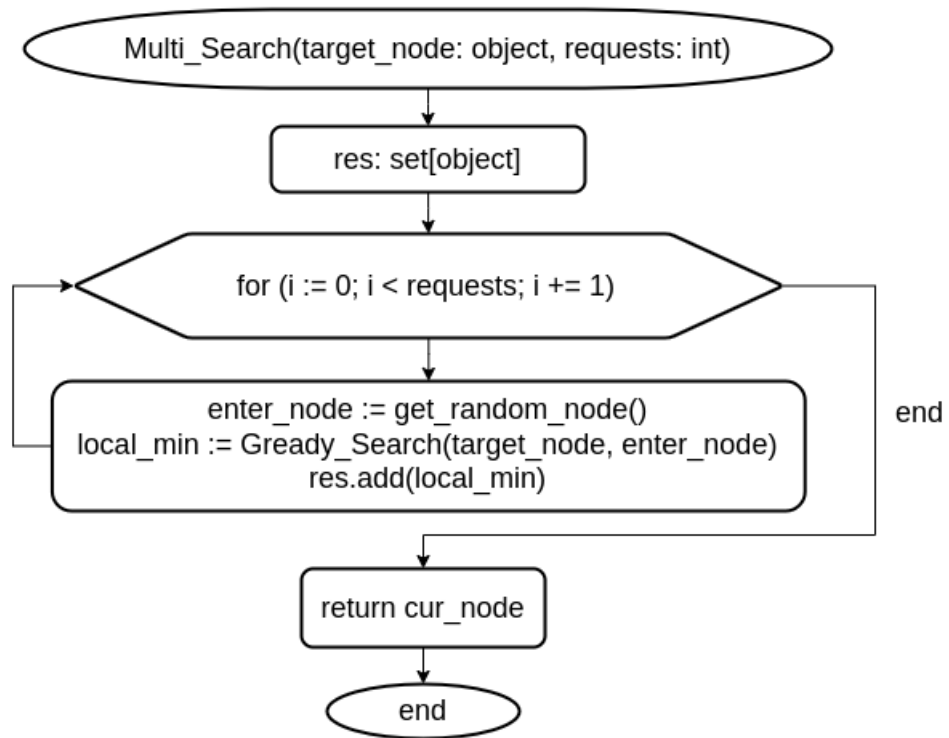 Multi_Search(target_node: object, requests: int)
res: set[object]
for (i := 0; i < requests; i += 1)
enter_node := get_random_node()
local_min := Gready_Search(target_node, enter_node)
res.add(local_min)
end
return cur_node
end